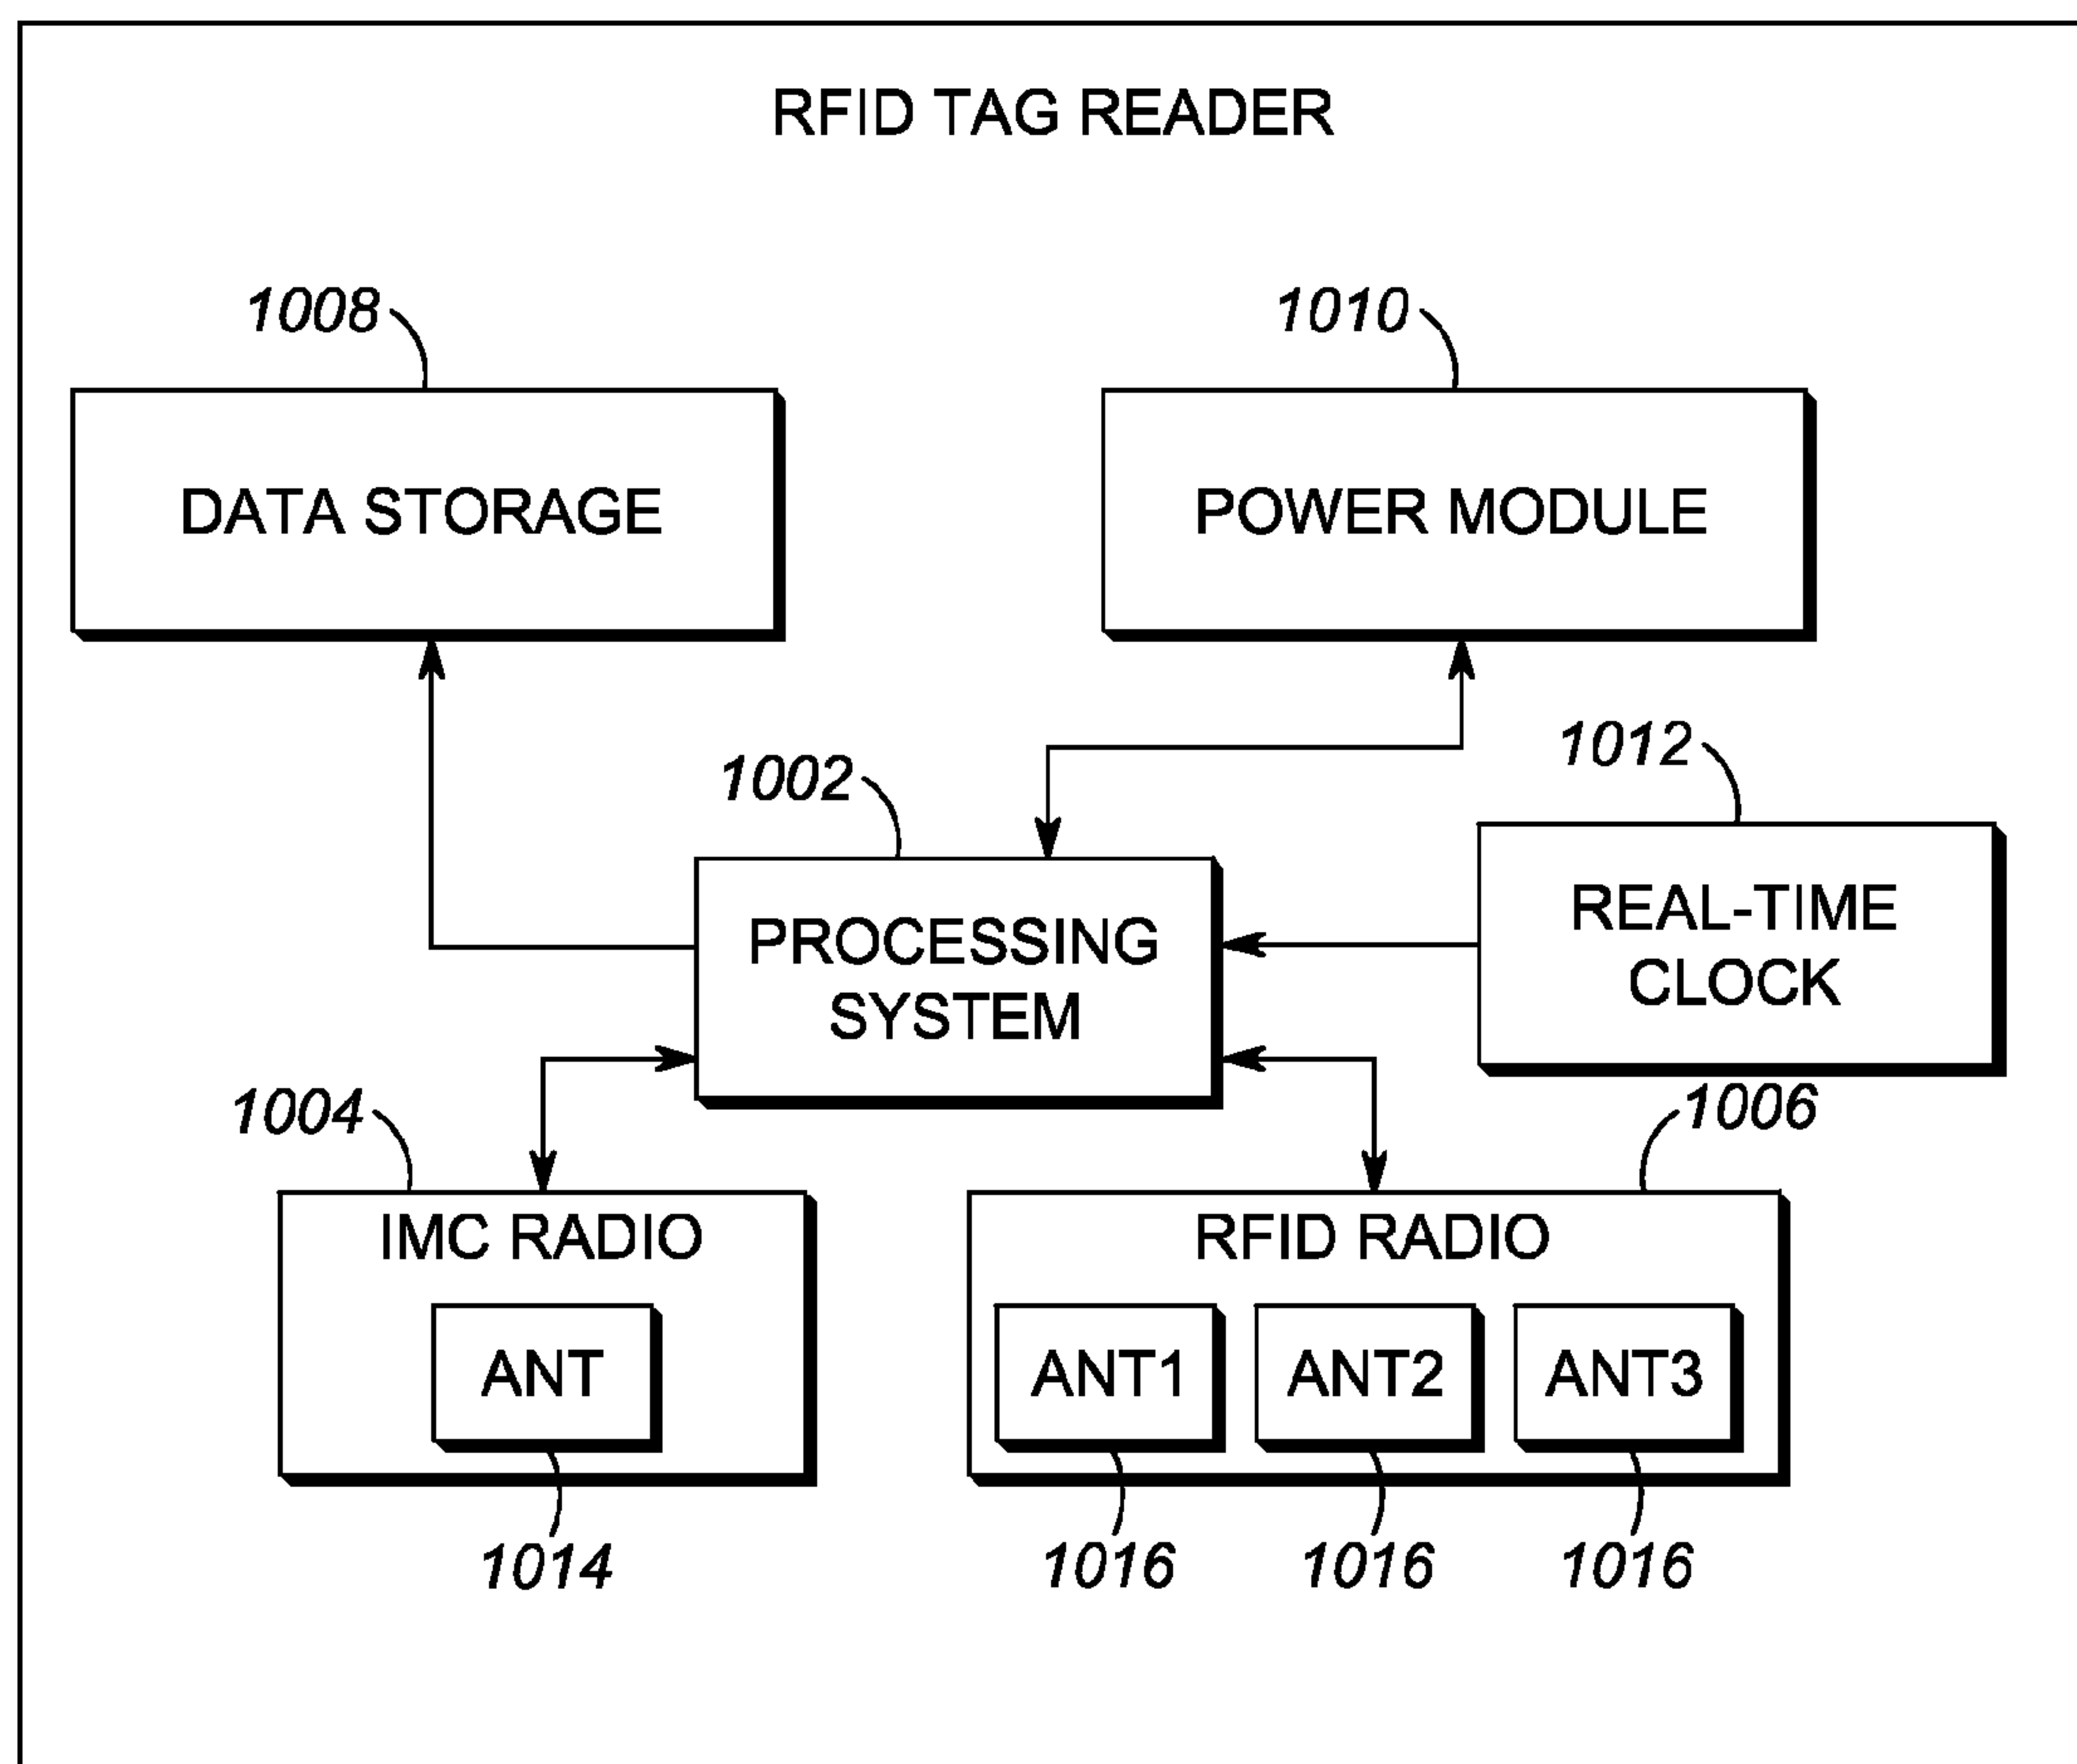 RFID TAG READER
1008
1010
DATA STORAGE
POWER MODULE
1002
1012
PROCESSING
SYSTEM
REAL-TIME
CLOCK
1004
1006
IMC RADIO
RFID RADIO
ANT
ANT1
ANT2
ANT3
1014
1016
1016
1016